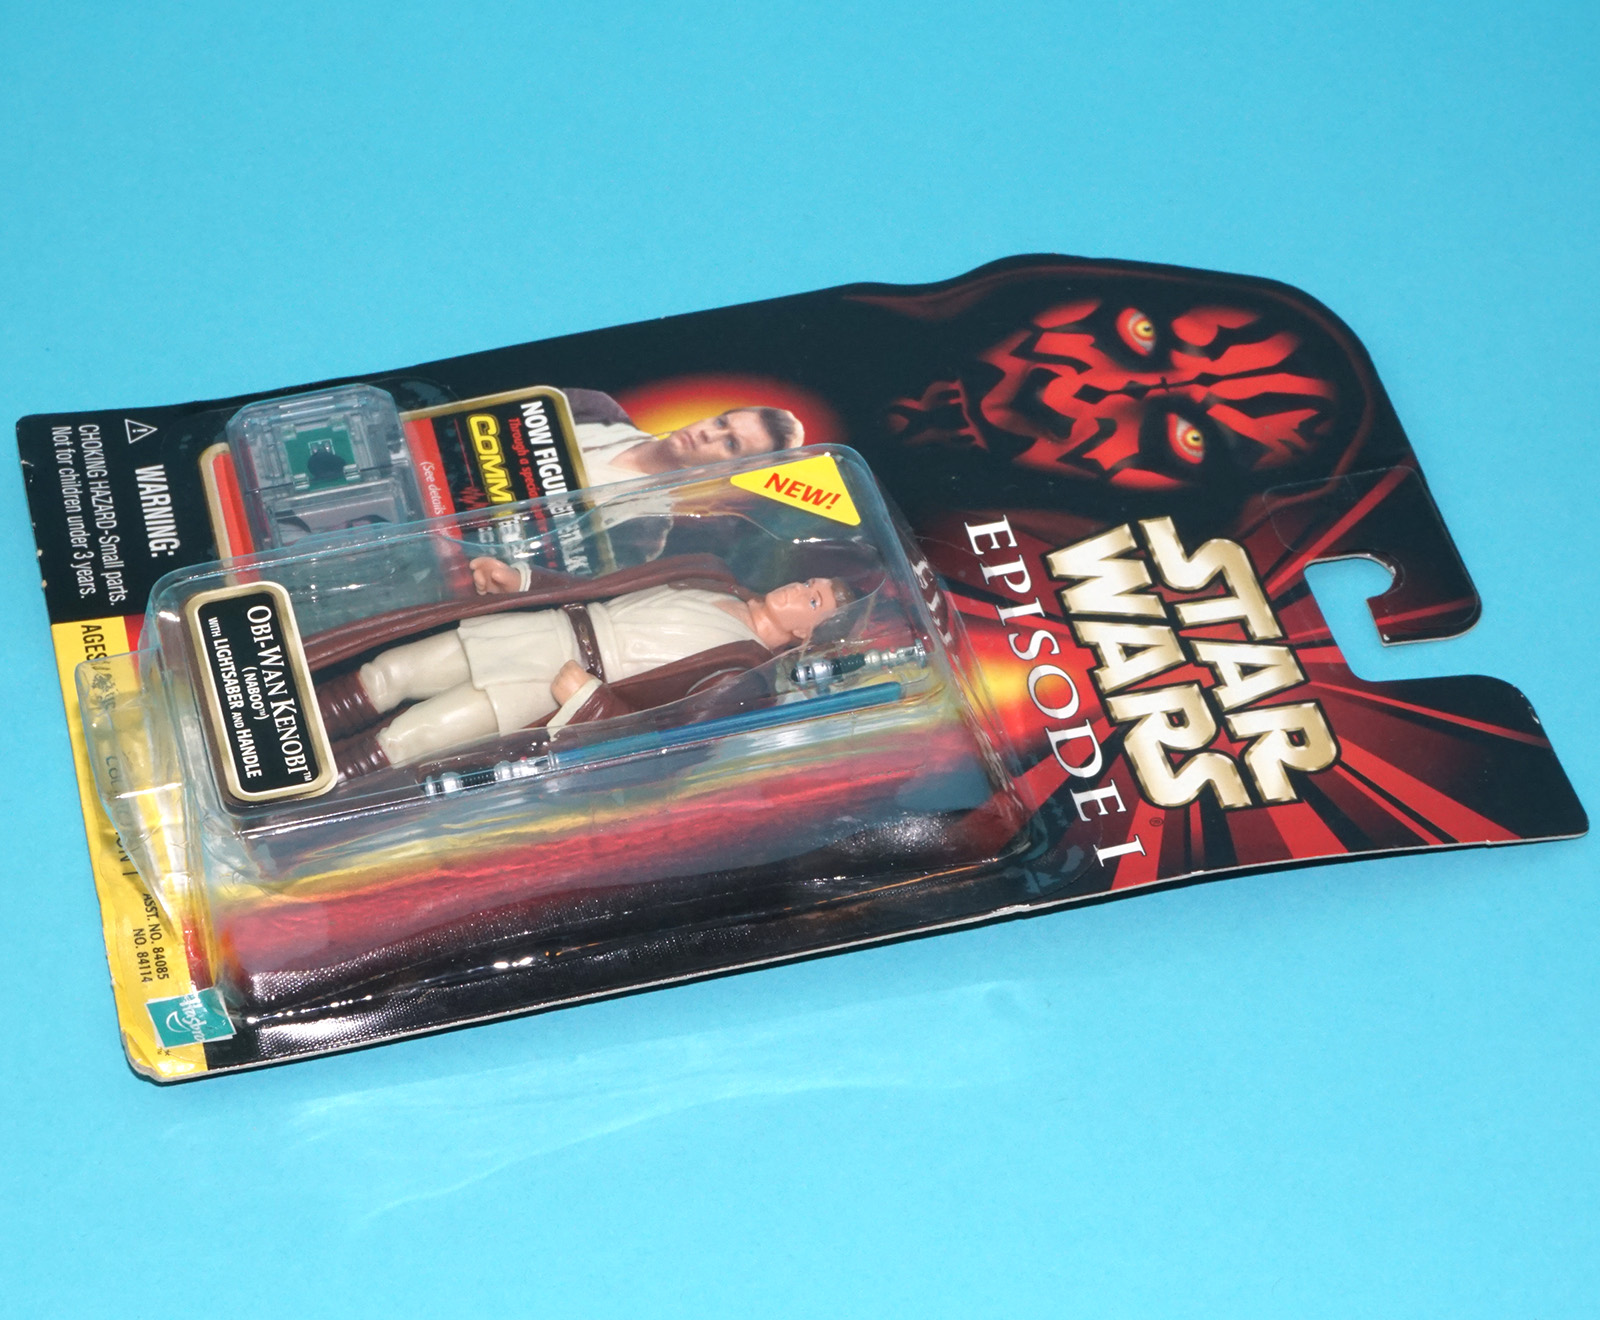 STAR
WARS
®
EPISODE I
NEW!
NOW
Through a
COMM
(See details
OBI-WAN KENOBI™
(NABOO™)
WITH LIGHTSABER AND HANDLE
WARNING:
CHOKING HAZARD-Small parts.
Not for children under 3 years.
AGES
ASST. NO. 84085
NO. 84114
Hasbro